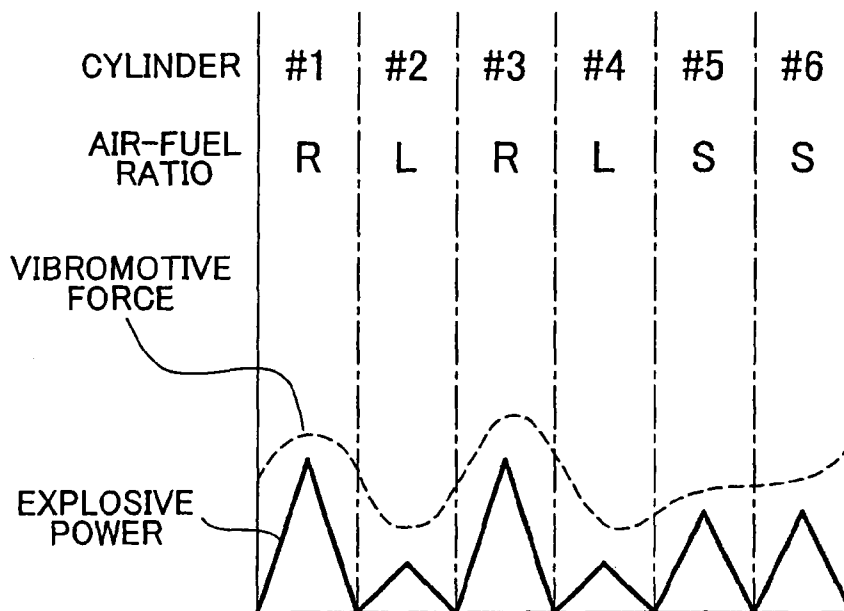 CYLINDER #1 #2 #3 #4 #5 #6
AIR-FUEL
RATIO
R L R L S S
VIBROMOTIVE
FORCE
EXPLOSIVE
POWER